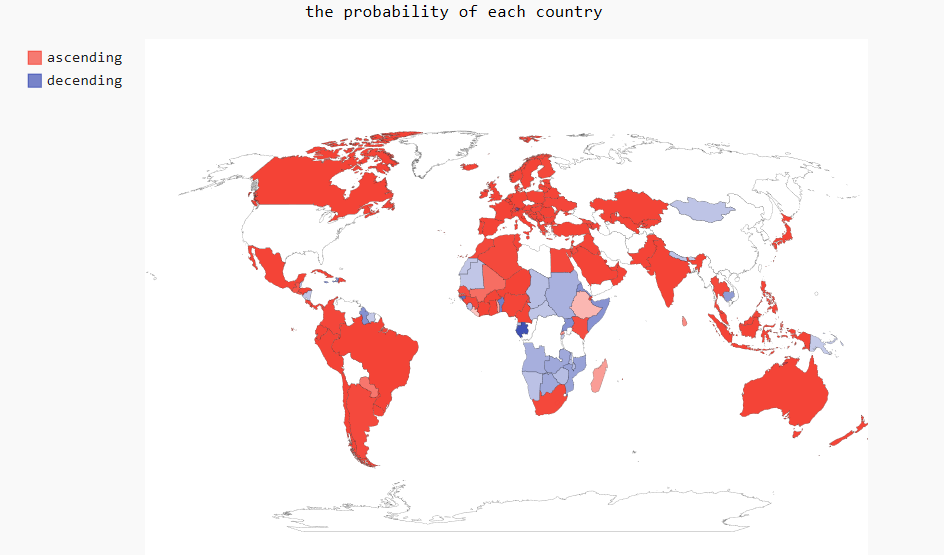 the probability of each country
ascending
decending